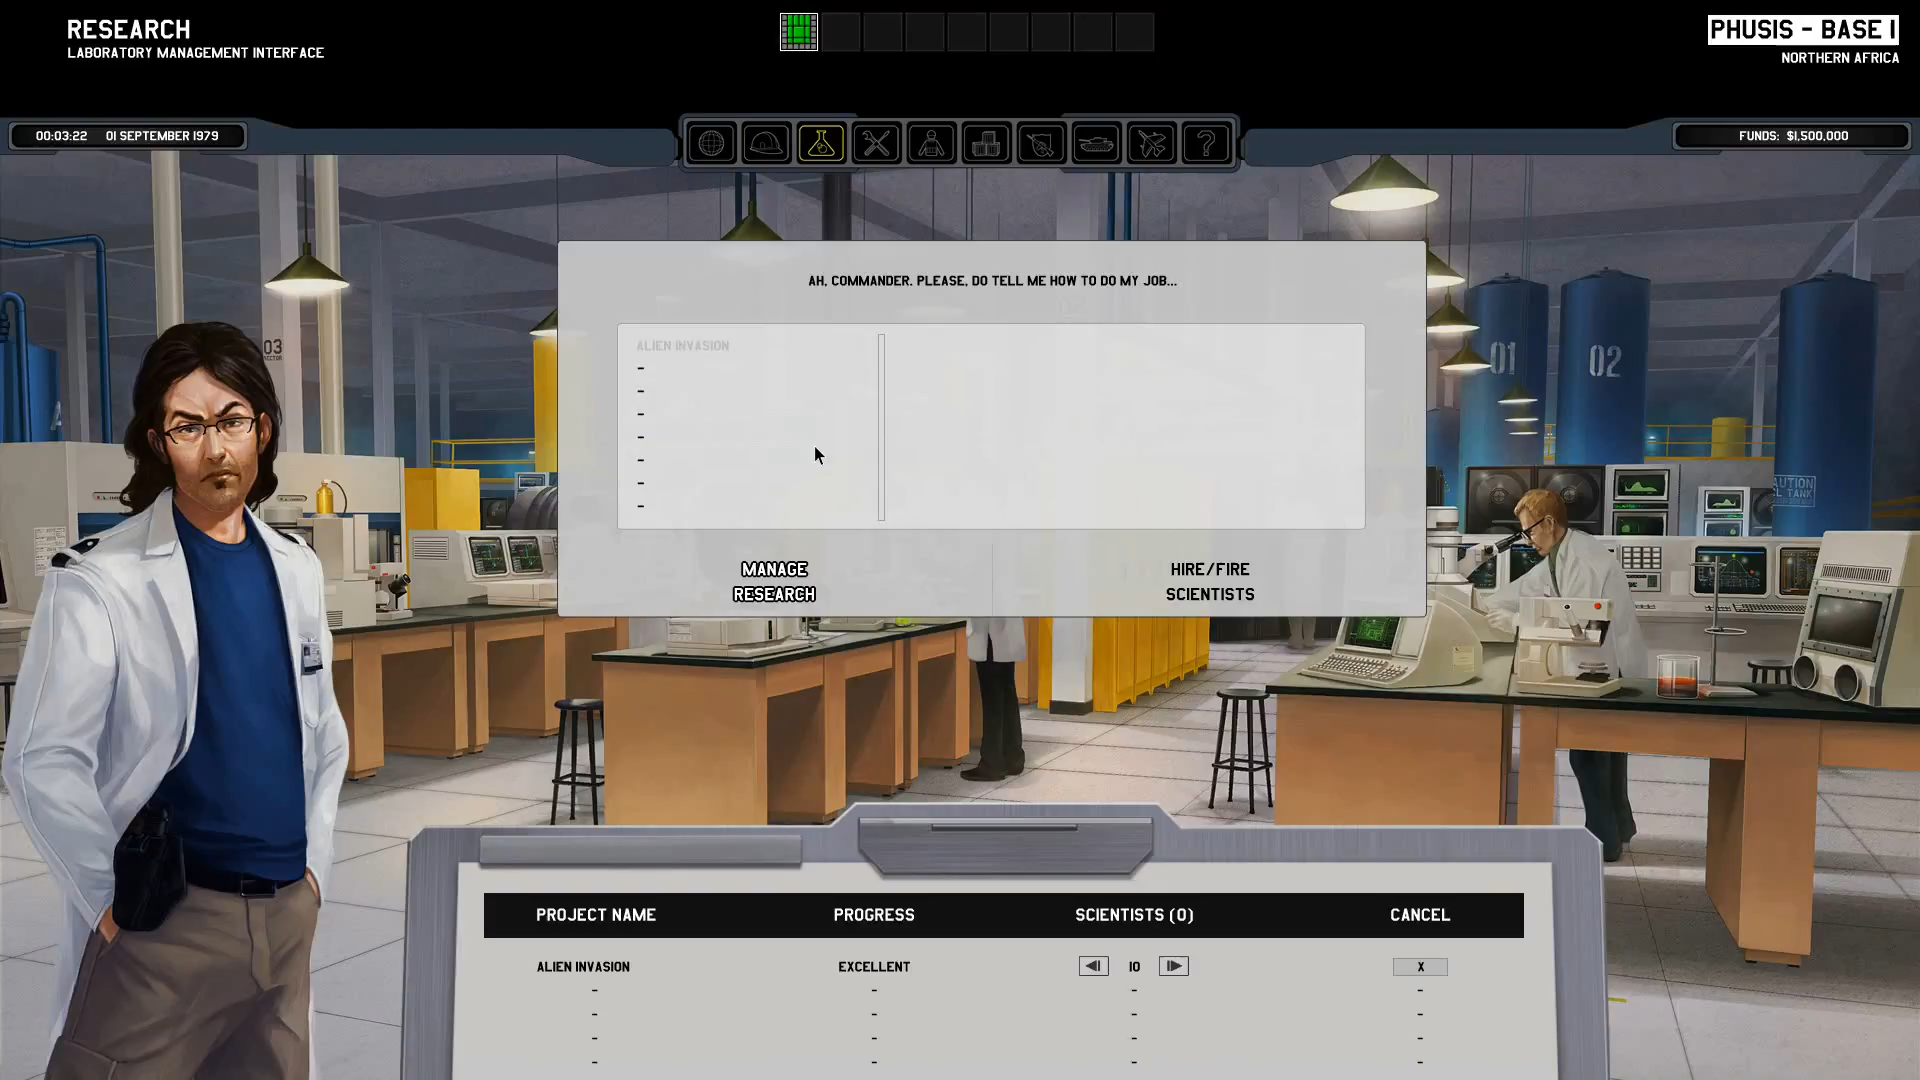 RESEARCH
LABORATORY MANAGEMENT INTERFACE
PHUSIS - BASE 1
NORTHERN AFRICA
00:03:22 01 SEPTEMBER 1979
FUNDS: $1,500,000
AH, COMMANDER. PLEASE, DO TELL ME HOW TO DO MY JOB...
ALIEN INVASION
-
-
-
-
-
-
-
MANAGE
RESEARCH
HIRE/FIRE
SCIENTISTS
03
01
02
PROJECT NAME PROGRESS SCIENTISTS (0) CANCEL
ALIEN INVASION EXCELLENT 10 X
- - - -
- - - -
- - - -
- - - -